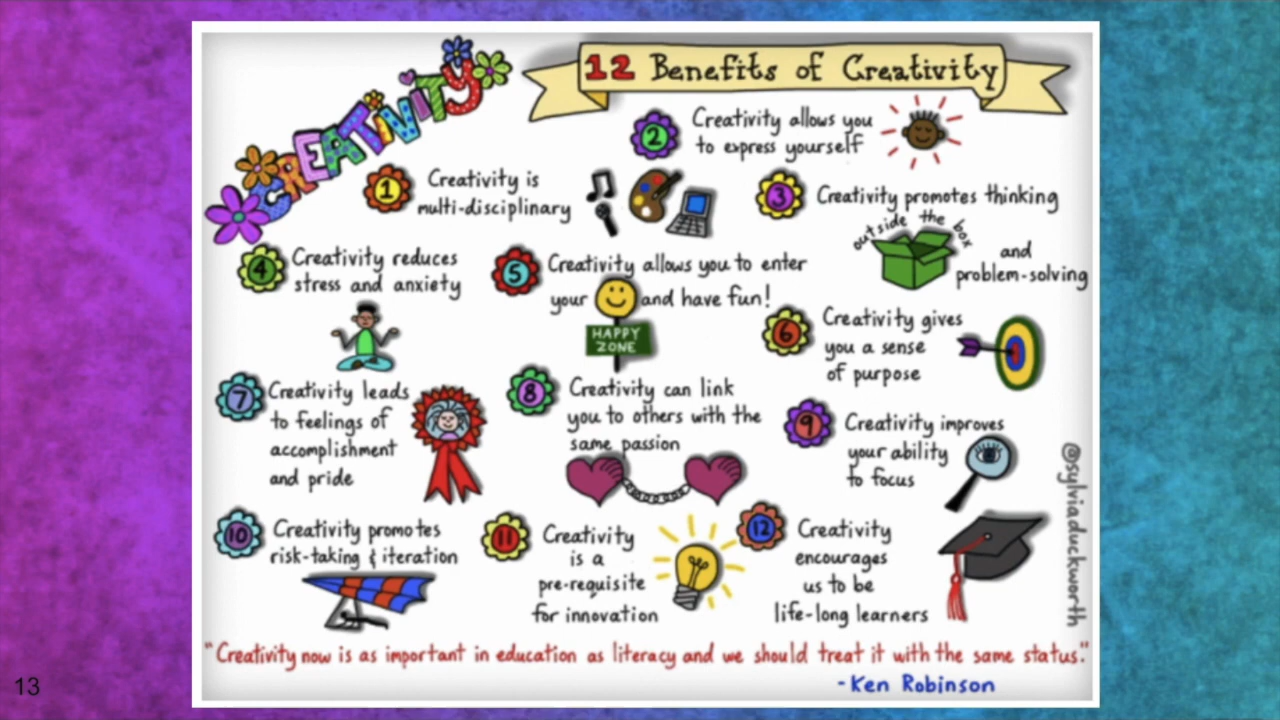 CREATIVITY
12 Benefits of Creativity
1
Creativity is
multi-disciplinary
2
Creativity allows you
to express yourself
3
Creativity promotes thinking
outside the box
and
problem-solving
4
Creativity reduces
stress and anxiety
5
Creativity allows you to enter
your and have fun!
HAPPY
ZONE
6
Creativity gives
you a sense
of purpose
7
Creativity leads
to feelings of
accomplishment
and pride
8
Creativity can link
you to others with the
same passion
9
Creativity improves
your ability
to focus
10
Creativity promotes
risk-taking & iteration
11
Creativity
is a
pre-requisite
for innovation
12
Creativity
encourages
us to be
life-long learners
@sylviaduckworth
"Creativity now is as important in education as literacy and we should treat it with the same status."
-Ken Robinson
13